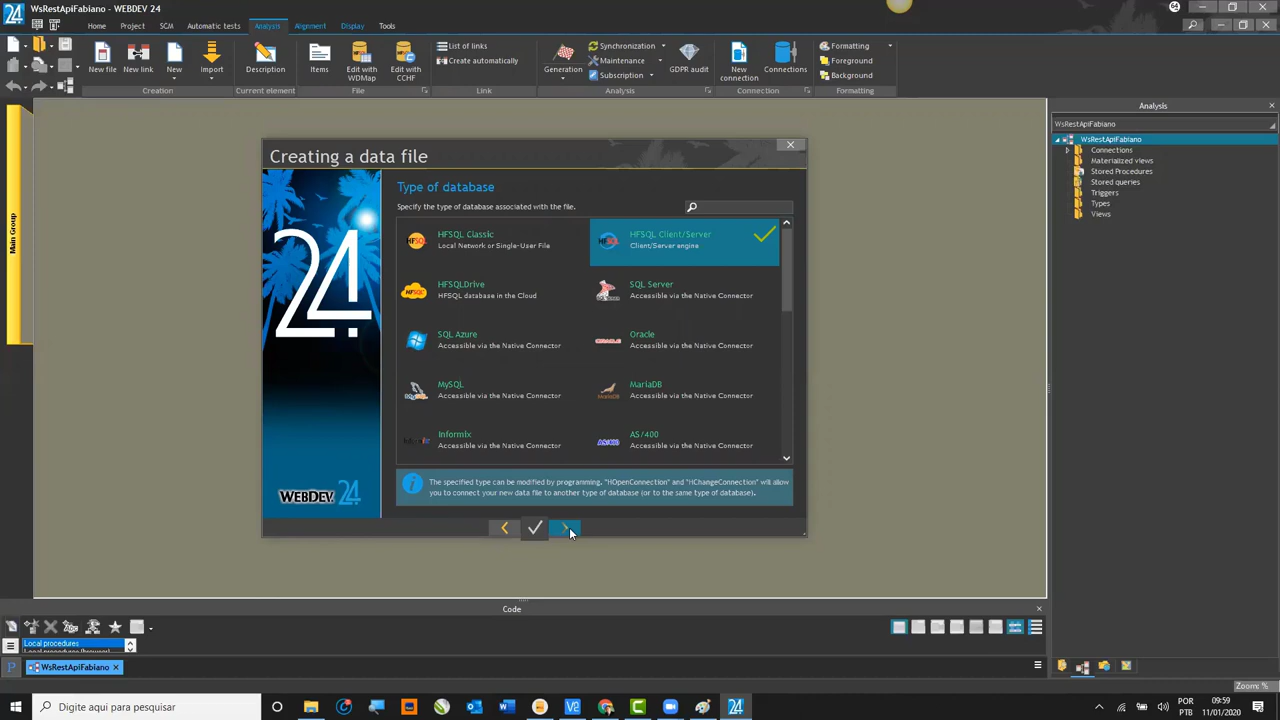 24
WsRestApiFabiano - WEBDEV 24
64
Home
Project
SCM
Automatic tests
Analysis
Alignment
Display
Tools
New file
New link
New
Import
Description
Items
Edit with
WDMap
Edit with
CCHF
List of links
Create automatically
Generation
Synchronization
Maintenance
Subscription
GDPR audit
New
connection
Connections
Formatting
Foreground
Background
Creation
Current element
File
Link
Analysis
Connection
Formatting
Main Group
Creating a data file
Type of database
Specify the type of database associated with the file.
HFSQL Classic
Local Network or Single-User File
HFSQL Client/Server
Client/Server engine
HFSQLDrive
HFSQL database in the Cloud
SQL Server
Accessible via the Native Connector
SQL Azure
Accessible via the Native Connector
Oracle
Accessible via the Native Connector
MySQL
Accessible via the Native Connector
MariaDB
Accessible via the Native Connector
Informix
Accessible via the Native Connector
AS/400
Accessible via the Native Connector
The specified type can be modified by programming. "HOpenConnection" and "HChangeConnection" will allow
you to connect your new data file to another type of database (or to the same type of database).
24
WEBDEV 24
Analysis
WsRestApiFabiano
WsRestApiFabiano
Connections
Materialized views
Stored Procedures
Stored queries
Triggers
Types
Views
Code
Local procedures
Local procedures (browser)
WsRestApiFabiano
Zoom: %
Digite aqui para pesquisar
24
POR
PTB
09:59
11/01/2020